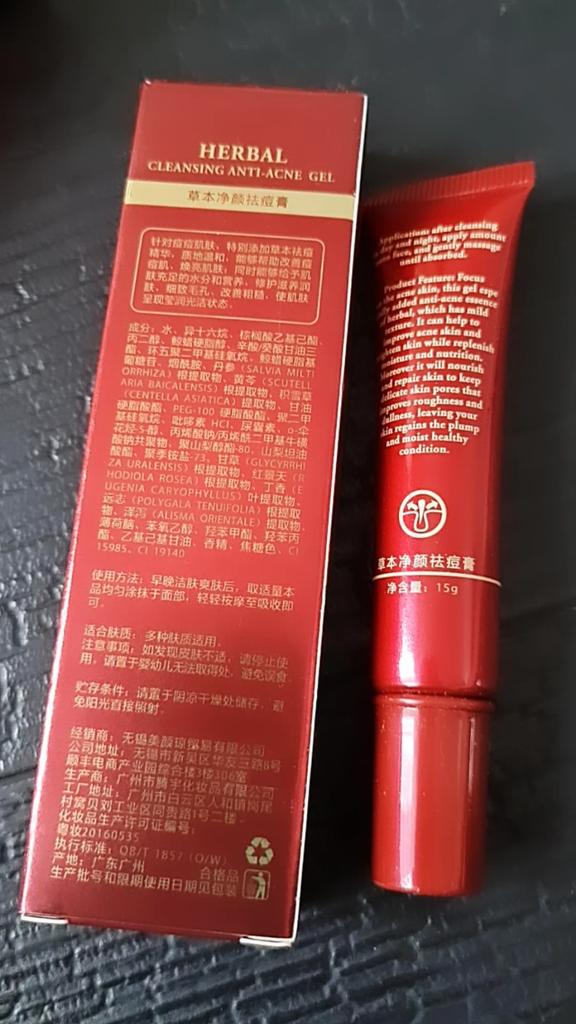 HERBAL
CLEANSING ANTI-ACNE GEL
草本净颜祛痘膏
针对痘痘肌肤,特别添加草本祛痘
精华,质地温和,能够帮助改善痘
痘肌、焕亮肌肤,同时能够给予肌
肤充足的水分和营养,修护滋养润
肤、细致毛孔、改善粗糙,使肌肤
呈现莹润光洁状态。
成分:水、异十六烷、棕榈酸乙基己酯、
丙二醇、鲸蜡硬脂醇、辛酸/癸酸甘油三
酯、环五聚二甲基硅氧烷、鲸蜡硬脂基
葡糖苷、烟酰胺、丹参(SALVIA MILTI
ORRHIZA)根提取物、黄芩(SCUTELL
ARIA BAICALENSIS)根提取物、积雪草
(CENTELLA ASIATICA)提取物、甘油
硬脂酸酯、PEG-100 硬脂酸酯、聚二甲
基硅氧烷、吡哆素 HCl、尿囊素、α-伞
花烃-5-醇、丙烯酸钠/丙烯酰二甲基牛磺
酸钠共聚物、聚山梨醇酯-80、山梨坦油
酸酯、聚季铵盐-73、甘草(GLYCYRRHI
ZA URALENSIS)根提取物、红景天(R
HODIOLA ROSEA)根提取物、丁香(E
UGENIA CARYOPHYLLUS)叶提取物、
远志(POLYGALA TENUIFOLIA)根提取
物、泽泻(ALISMA ORIENTALE)提取物、
薄荷酮、苯氧乙醇、羟苯甲酯、羟苯丙
酯、乙基己基甘油、香精、焦糖色、CI
15985、CI 19140
使用方法:早晚洁肤爽肤后,取适量本
品均匀涂抹于面部,轻轻按摩至吸收即
可。
适合肤质:多种肤质适用。
注意事项:如发现皮肤不适,请停止使
用,请置于婴幼儿无法取得处,避免误食。
贮存条件:请置于阴凉干燥处储存,避
免阳光直接照射。
经销商:无锡美颜琼贸易有限公司
公司地址:无锡市新吴区华友三路8号
顺丰电商产业园综合楼3楼306室
生产商:广州市腾宇化妆品有限公司
工厂地址:广州市白云区人和镇岗尾
村窝贝刘工业区同贵路1号二楼
化妆品生产许可证编号:
粤妆20160535
执行标准:QB/T 1857(O/W)
产地:广东广州
合格品
生产批号和限期使用日期见包装
Application: after cleansing
day and night, apply amount
face, and gently massage
until absorbed.
Product Feature: Focus
the acne skin, this gel espe
added anti-acne essence
herbal, which has mild
texture. It can help to
improve acne skin and
skin while replenish
moisture and nutrition.
Moreover it will nourish
and repair skin to keep
delicate skin pores that
improves roughness and
dullness, leaving your
skin regains the plump
and moist healthy
condition.
草本净颜祛痘膏
净含量:15g